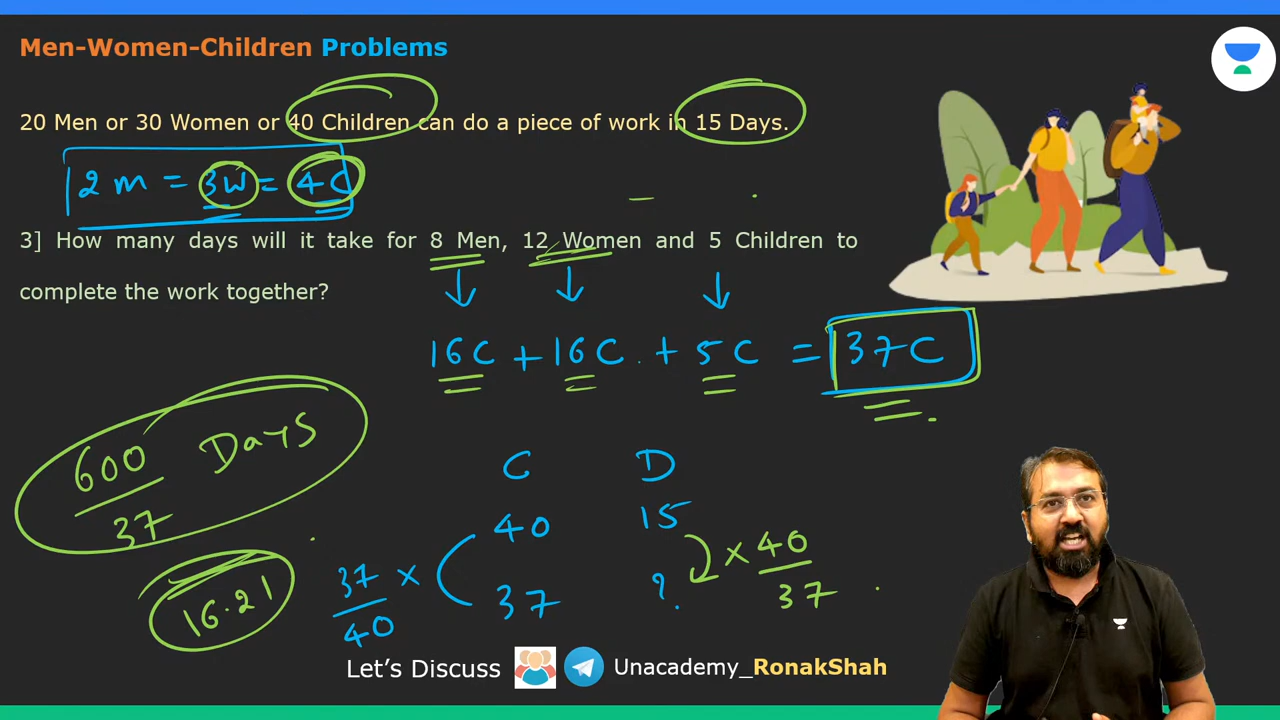 Men-Women-Children Problems
20 Men or 30 Women or 40 Children can do a piece of work in 15 Days.
2 m = 3W = 4C
3] How many days will it take for 8 Men, 12 Women and 5 Children to
complete the work together?
16C + 16C + 5C = 37C
600/37 Days
16.21
C D
40 15
37/40 × × 40/37
37 ?
Let's Discuss Unacademy_RonakShah